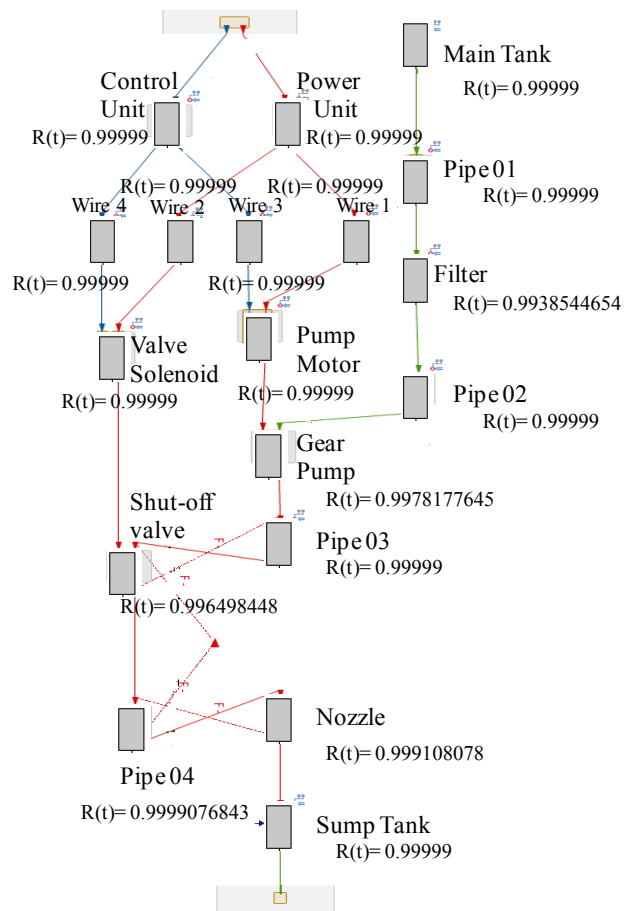 Control
Unit
R(t)= 0.99999
Power
Unit
R(t)= 0.99999
Main Tank
R(t)= 0.99999
Pipe 01
R(t)= 0.99999
R(t)= 0.99999
R(t)= 0.99999
Wire 4
Wire 2
Wire 3
Wire 1
R(t)= 0.99999
R(t)= 0.99999
Filter
R(t)= 0.9938544654
Valve
Solenoid
R(t)= 0.99999
Pump
Motor
R(t)= 0.99999
Pipe 02
R(t)= 0.99999
Gear
Pump
R(t)= 0.9978177645
Shut-off
valve
R(t)= 0.996498448
Pipe 03
R(t)= 0.99999
F
F
F
F
Pipe 04
R(t)= 0.9999076843
Nozzle
R(t)= 0.999108078
Sump Tank
R(t)= 0.99999